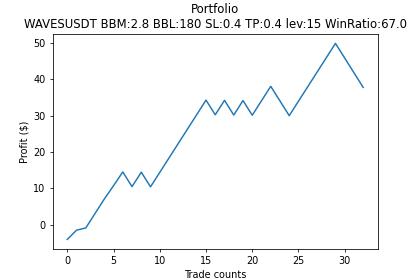 Portfolio
WAVESUSDT BBM:2.8 BBL:180 SL:0.4 TP:0.4 lev:15 WinRatio:67.0
50
40
30
20
10
0
Profit ($)
0 5 10 15 20 25 30
Trade counts